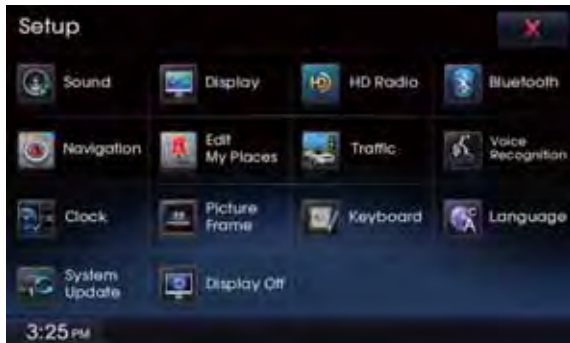 Setup
Sound
Display
HD Radio
Bluetooth
Navigation
Edit
My Places
Traffic
Voice
Recognition
Clock
Picture
Frame
Keyboard
Language
System
Update
Display Off
3:25 PM